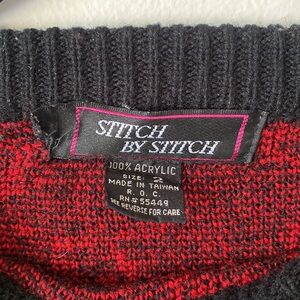 STITCH
BY STITCH
100% ACRYLIC
SIZE:
MADE IN TAIWAN
R. O. C.
RN# 55449
SEE REVERSE FOR CARE